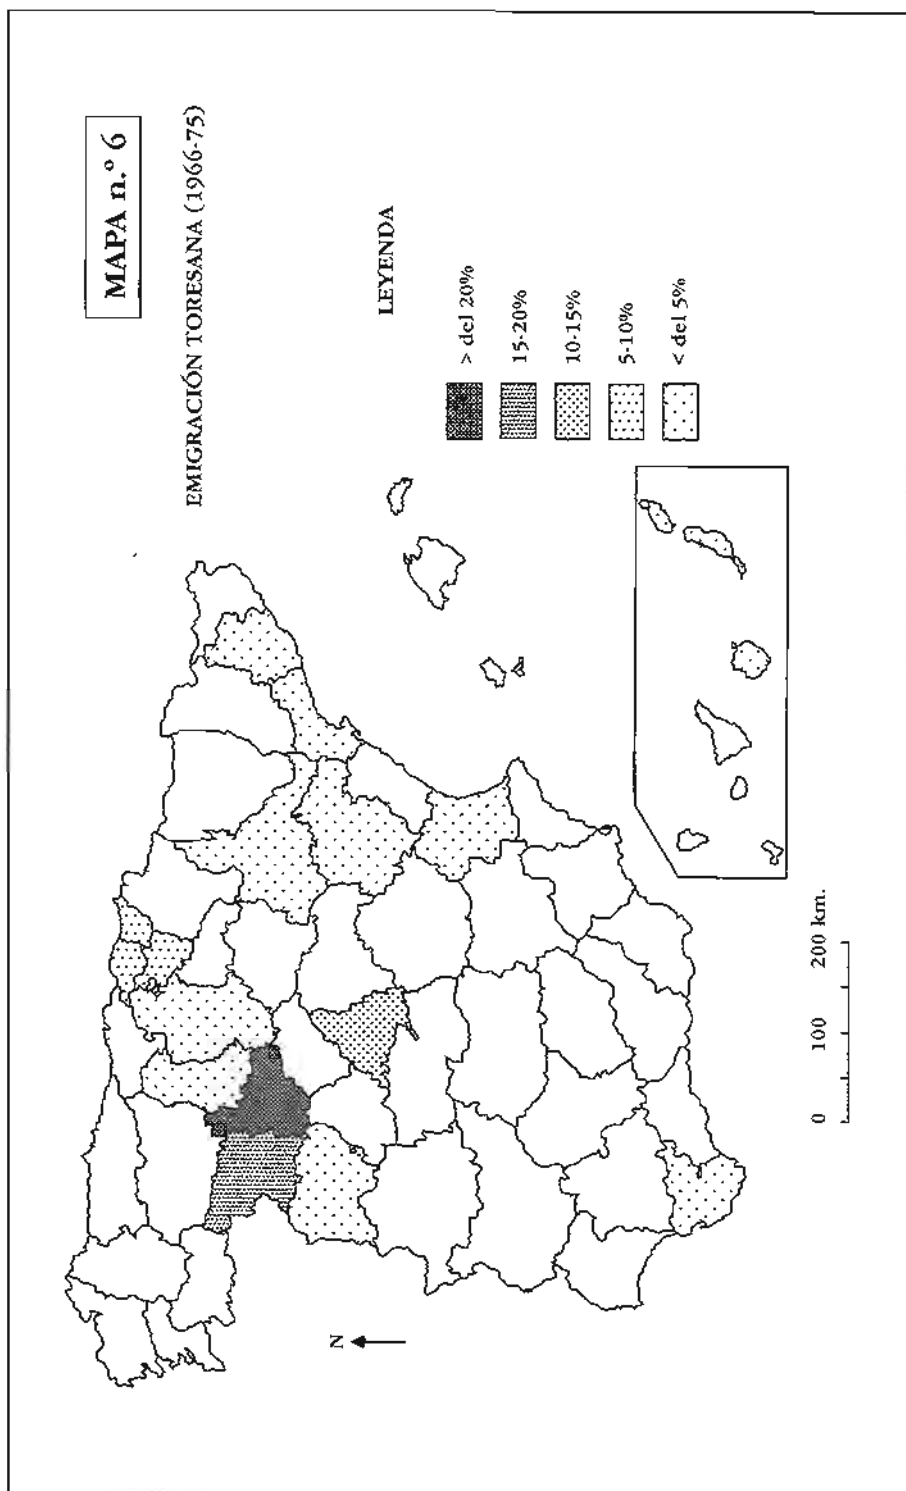 MAPA n.º 6
EMIGRACIÓN TORESANA (1966-75)
LEYENDA
> del 20%
15-20%
10-15%
5-10%
< del 5%
N
0 100 200 km.